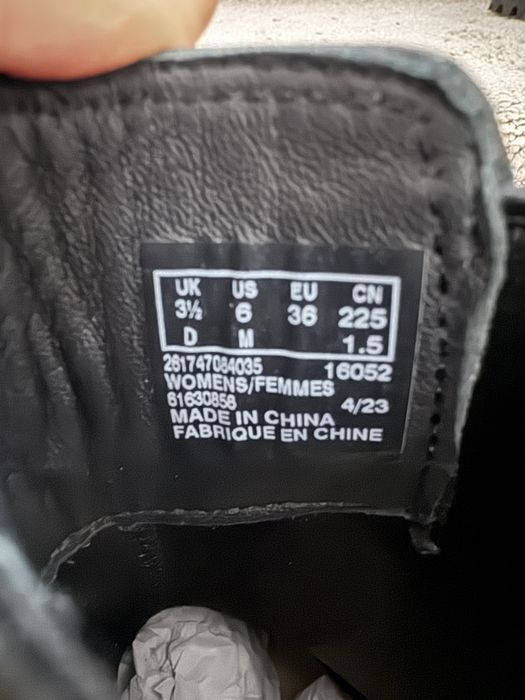 UK US EU CN
3½ 6 36 225
D M 1.5
261747084035 16052
WOMENS/FEMMES
61630858 4/23
MADE IN CHINA
FABRIQUE EN CHINE